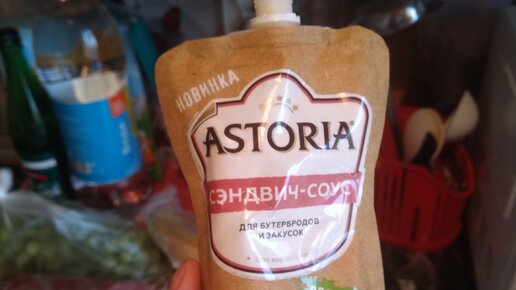 НОВИНКА
ASTORIA
СЭНДВИЧ-СОУС
ДЛЯ БУТЕРБРОДОВ
И ЗАКУСОК